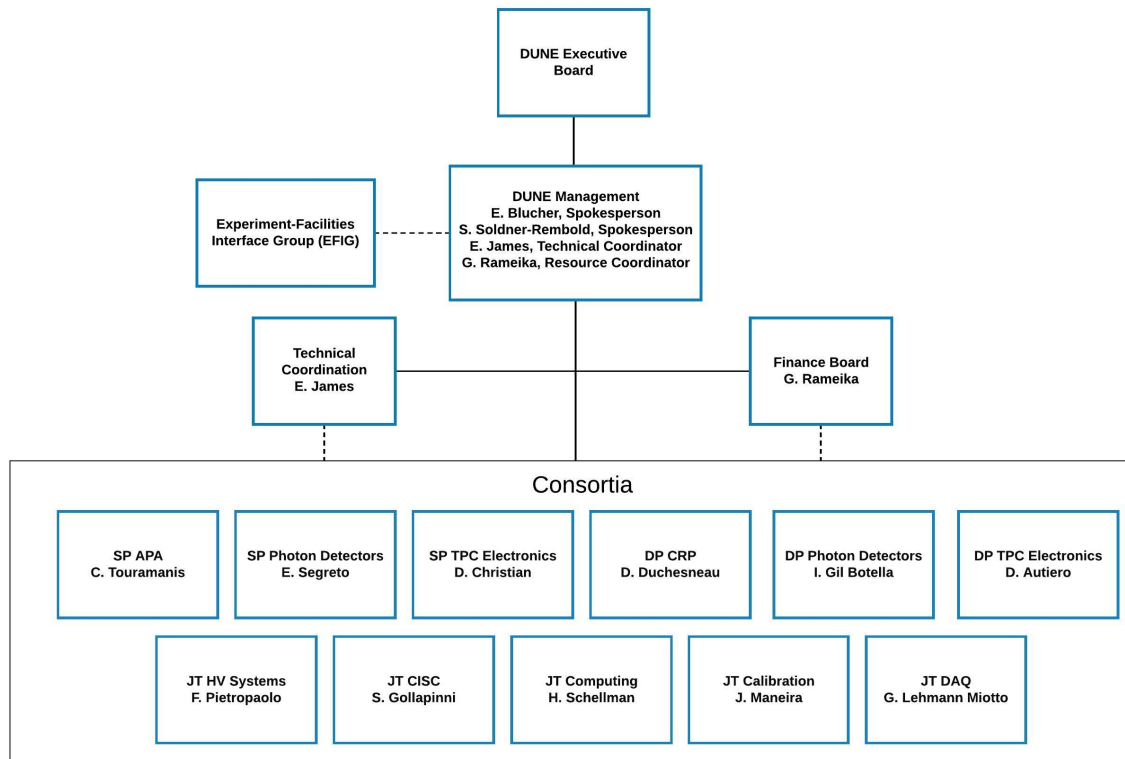 DUNE Executive
Board
DUNE Management
E. Blucher, Spokesperson
S. Soldner-Rembold, Spokesperson
E. James, Technical Coordinator
G. Rameika, Resource Coordinator
Experiment-Facilities
Interface Group (EFIG)
Technical
Coordination
E. James
Finance Board
G. Rameika
Consortia
SP APA
C. Touramanis
SP Photon Detectors
E. Segreto
SP TPC Electronics
D. Christian
DP CRP
D. Duchesneau
DP Photon Detectors
I. Gil Botella
DP TPC Electronics
D. Autiero
JT HV Systems
F. Pietropaolo
JT CISC
S. Gollapinni
JT Computing
H. Schellman
JT Calibration
J. Maneira
JT DAQ
G. Lehmann Miotto